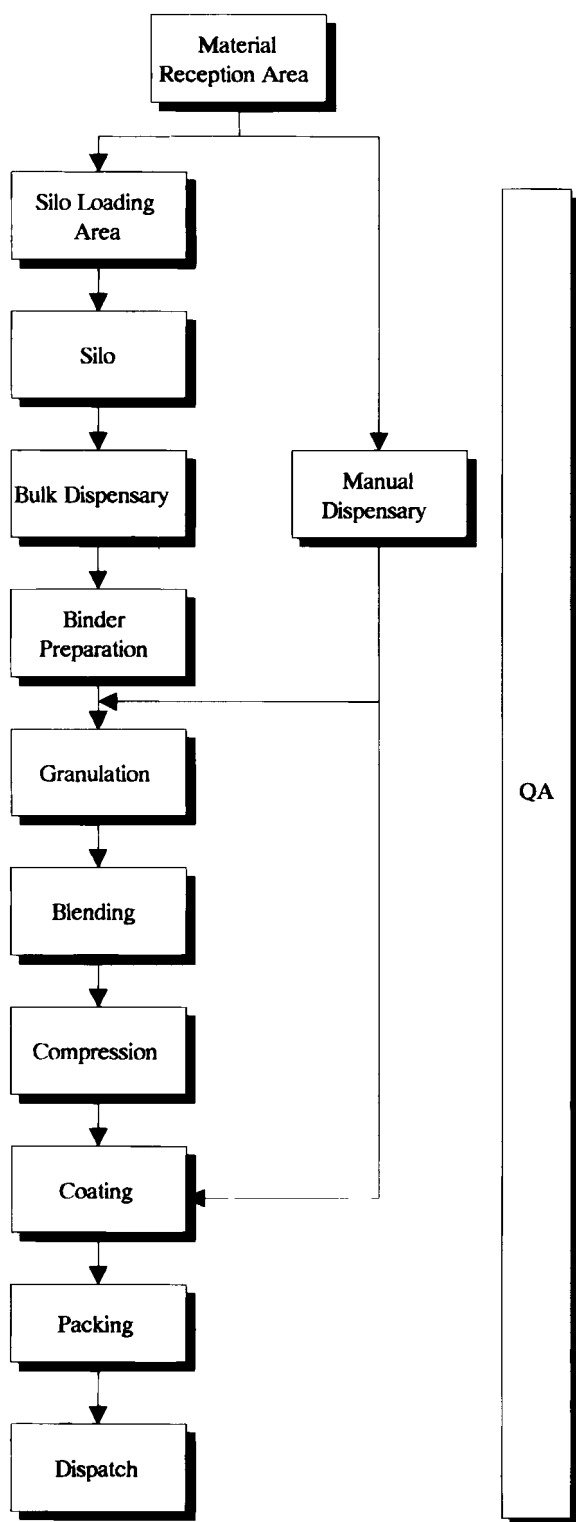 Material
Reception Area
Silo Loading
Area
Silo
Bulk Dispensary
Manual
Dispensary
Binder
Preparation
Granulation
QA
Blending
Compression
Coating
Packing
Dispatch